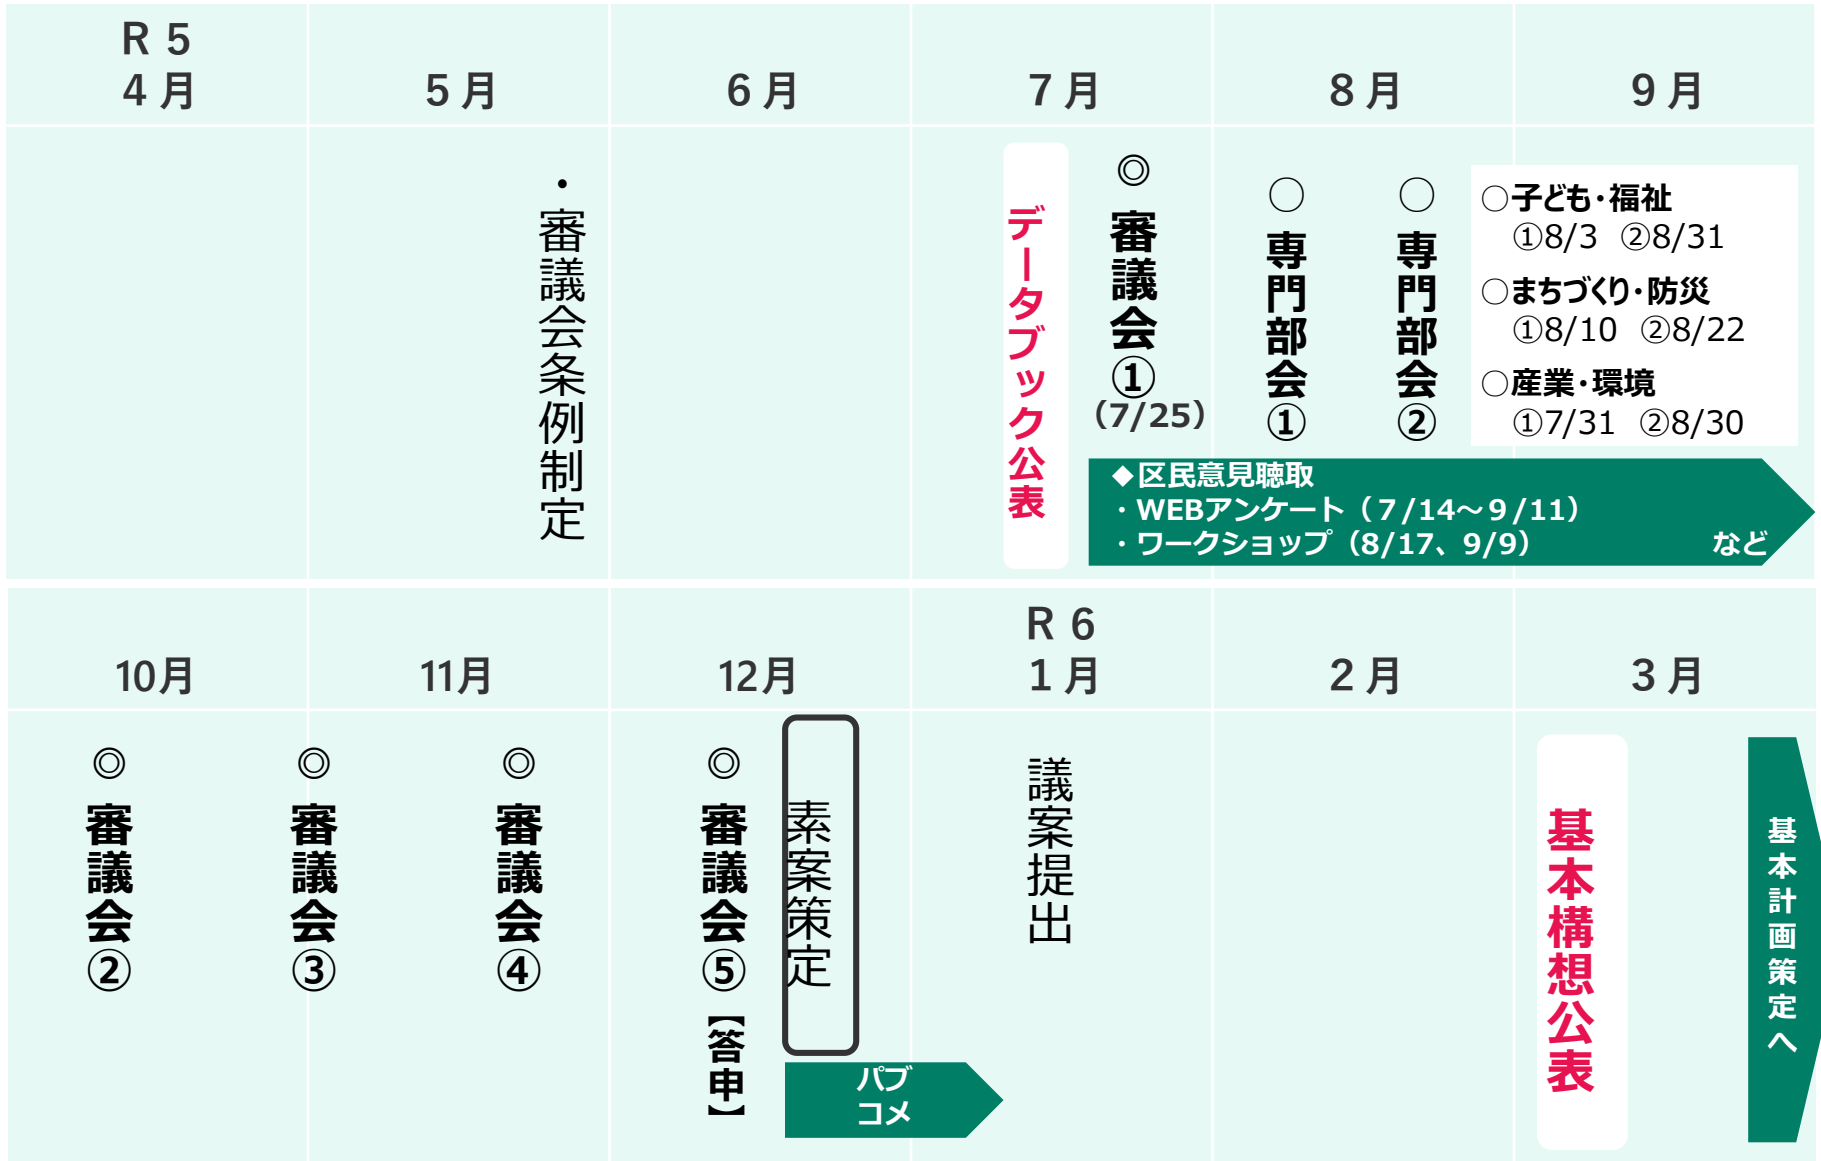 Ｒ５
４月
５月
６月
７月
８月
９月
・審議会条例制定
データブック公表
◎審議会①
（7/25）
○専門部会①
○専門部会②
○子ども・福祉
①8/3 ②8/31
○まちづくり・防災
①8/10 ②8/22
○産業・環境
①7/31 ②8/30
◆区民意見聴取
・WEBアンケート（７/14～９/11）
・ワークショップ（8/17、9/9） など
10月
11月
12月
Ｒ６
１月
２月
３月
◎審議会②
◎審議会③
◎審議会④
◎審議会⑤【答申】
素案策定
パブ
コメ
議案提出
基本構想公表
基本計画策定へ